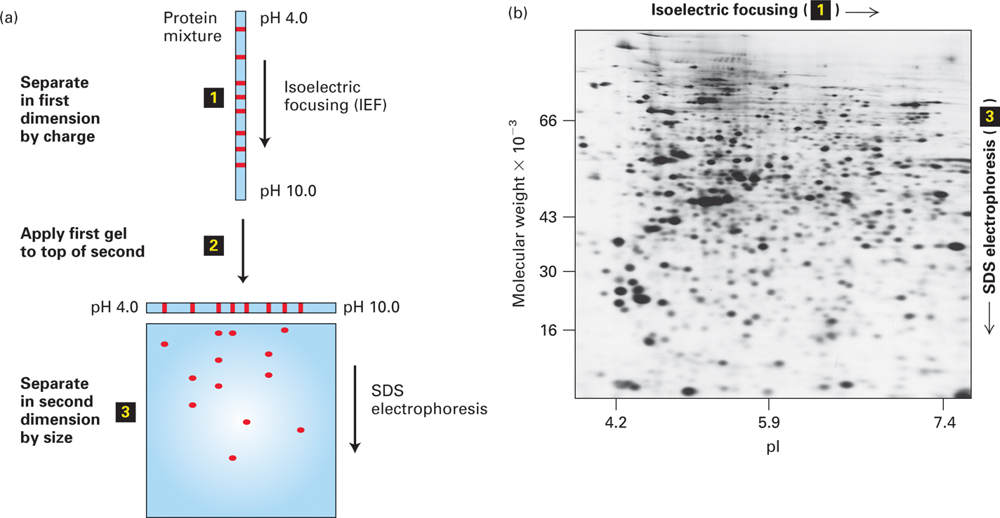 (a)
Protein
mixture
pH 4.0
Separate
in first
dimension
by charge
1
Isoelectric
focusing (IEF)
pH 10.0
Apply first gel
to top of second
2
pH 4.0
pH 10.0
Separate
in second
dimension
by size
3
SDS
electrophoresis
(b)
Isoelectric focusing ( 1 )
Molecular weight × 10⁻³
66
43
30
16
4.2
5.9
7.4
pI
SDS electrophoresis ( 3 )